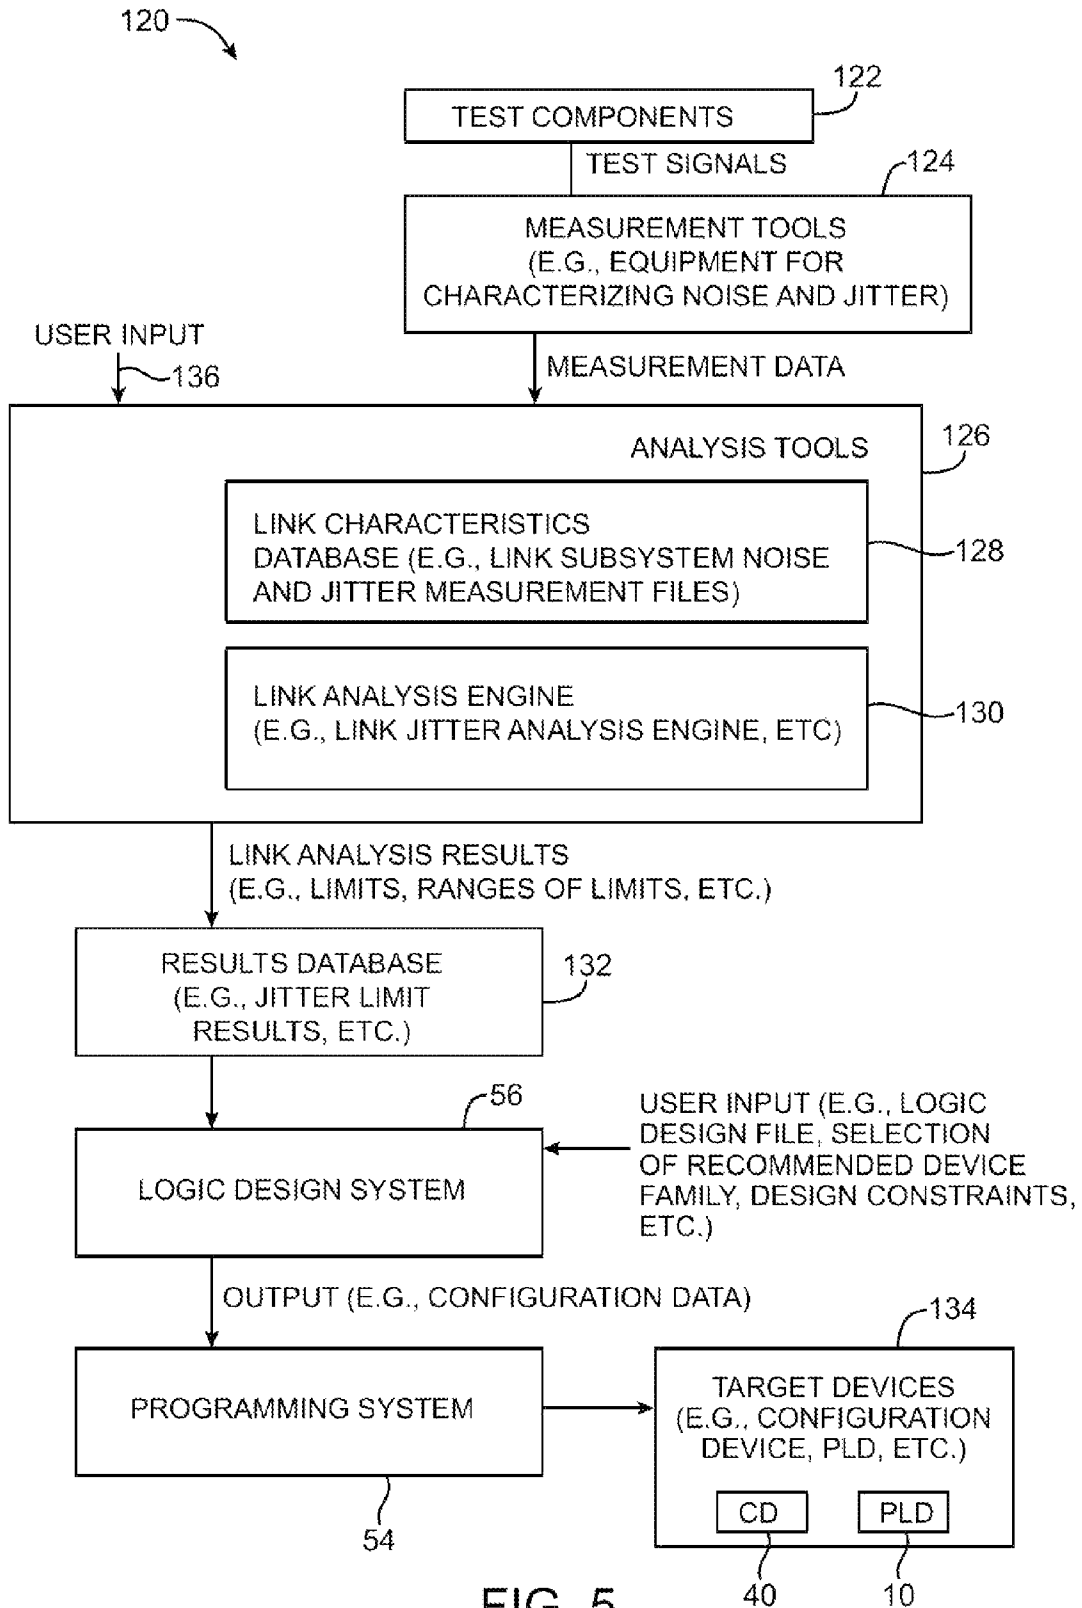 120
122
TEST COMPONENTS
TEST SIGNALS
124
MEASUREMENT TOOLS
(E.G., EQUIPMENT FOR
CHARACTERIZING NOISE AND JITTER)
USER INPUT
136
MEASUREMENT DATA
126
ANALYSIS TOOLS
LINK CHARACTERISTICS
DATABASE (E.G., LINK SUBSYSTEM NOISE
AND JITTER MEASUREMENT FILES)
128
LINK ANALYSIS ENGINE
(E.G., LINK JITTER ANALYSIS ENGINE, ETC)
130
LINK ANALYSIS RESULTS
(E.G., LIMITS, RANGES OF LIMITS, ETC.)
RESULTS DATABASE
(E.G., JITTER LIMIT
RESULTS, ETC.)
132
56
LOGIC DESIGN SYSTEM
USER INPUT (E.G., LOGIC
DESIGN FILE, SELECTION
OF RECOMMENDED DEVICE
FAMILY, DESIGN CONSTRAINTS,
ETC.)
OUTPUT (E.G., CONFIGURATION DATA)
134
PROGRAMMING SYSTEM
54
TARGET DEVICES
(E.G., CONFIGURATION
DEVICE, PLD, ETC.)
CD
PLD
40
10
FIG. 5